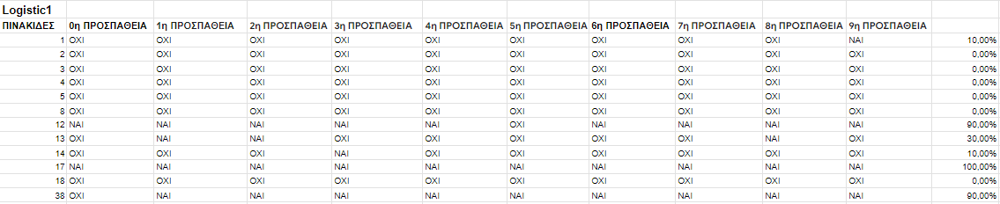 Logistic1
ΠΙΝΑΚΙΔΕΣ 0η ΠΡΟΣΠΑΘΕΙΑ 1η ΠΡΟΣΠΑΘΕΙΑ 2η ΠΡΟΣΠΑΘΕΙΑ 3η ΠΡΟΣΠΑΘΕΙΑ 4η ΠΡΟΣΠΑΘΕΙΑ 5η ΠΡΟΣΠΑΘΕΙΑ 6η ΠΡΟΣΠΑΘΕΙΑ 7η ΠΡΟΣΠΑΘΕΙΑ 8η ΠΡΟΣΠΑΘΕΙΑ 9η ΠΡΟΣΠΑΘΕΙΑ
1 ΟΧΙ ΟΧΙ ΟΧΙ ΟΧΙ ΟΧΙ ΟΧΙ ΟΧΙ ΟΧΙ ΟΧΙ ΝΑΙ 10,00%
2 ΟΧΙ ΟΧΙ ΟΧΙ ΟΧΙ ΟΧΙ ΟΧΙ ΟΧΙ ΟΧΙ ΟΧΙ ΟΧΙ 0,00%
3 ΟΧΙ ΟΧΙ ΟΧΙ ΟΧΙ ΟΧΙ ΟΧΙ ΟΧΙ ΟΧΙ ΟΧΙ ΟΧΙ 0,00%
4 ΟΧΙ ΟΧΙ ΟΧΙ ΟΧΙ ΟΧΙ ΟΧΙ ΟΧΙ ΟΧΙ ΟΧΙ ΟΧΙ 0,00%
5 ΟΧΙ ΟΧΙ ΟΧΙ ΟΧΙ ΟΧΙ ΟΧΙ ΟΧΙ ΟΧΙ ΟΧΙ ΟΧΙ 0,00%
8 ΟΧΙ ΟΧΙ ΟΧΙ ΟΧΙ ΟΧΙ ΟΧΙ ΟΧΙ ΟΧΙ ΟΧΙ ΟΧΙ 0,00%
12 ΝΑΙ ΝΑΙ ΝΑΙ ΝΑΙ ΝΑΙ ΟΧΙ ΝΑΙ ΝΑΙ ΝΑΙ ΝΑΙ 90,00%
13 ΟΧΙ ΝΑΙ ΝΑΙ ΟΧΙ ΟΧΙ ΟΧΙ ΟΧΙ ΟΧΙ ΝΑΙ ΟΧΙ 30,00%
14 ΟΧΙ ΝΑΙ ΟΧΙ ΟΧΙ ΟΧΙ ΟΧΙ ΟΧΙ ΟΧΙ ΟΧΙ ΟΧΙ 10,00%
17 ΝΑΙ ΝΑΙ ΝΑΙ ΝΑΙ ΝΑΙ ΝΑΙ ΝΑΙ ΝΑΙ ΝΑΙ ΝΑΙ 100,00%
18 ΟΧΙ ΟΧΙ ΟΧΙ ΟΧΙ ΟΧΙ ΟΧΙ ΟΧΙ ΟΧΙ ΟΧΙ ΟΧΙ 0,00%
38 ΟΧΙ ΝΑΙ ΝΑΙ ΝΑΙ ΝΑΙ ΝΑΙ ΝΑΙ ΝΑΙ ΝΑΙ ΝΑΙ 90,00%